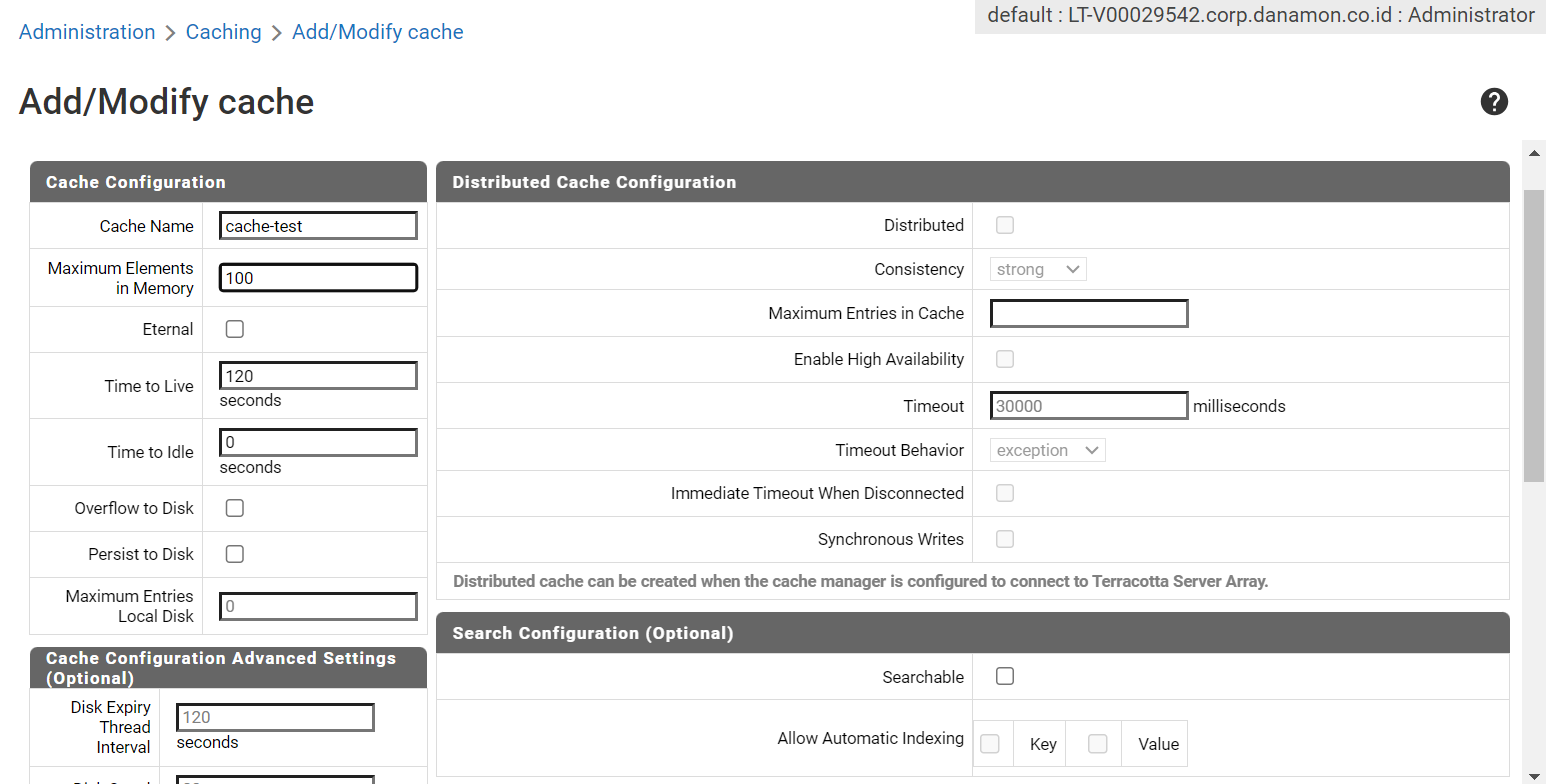 default : LT-V00029542.corp.danamon.co.id : Administrator
Administration > Caching > Add/Modify cache
Add/Modify cache
?
Cache Configuration
Cache Name cache-test
Maximum Elements
in Memory
100
Eternal
Time to Live 120
seconds
Time to Idle 0
seconds
Overflow to Disk
Persist to Disk
Maximum Entries
Local Disk
0
Cache Configuration Advanced Settings
(Optional)
Disk Expiry
Thread
Interval
120
seconds
Distributed Cache Configuration
Distributed
Consistency strong
Maximum Entries in Cache
Enable High Availability
Timeout 30000 milliseconds
Timeout Behavior exception
Immediate Timeout When Disconnected
Synchronous Writes
Distributed cache can be created when the cache manager is configured to connect to Terracotta Server Array.
Search Configuration (Optional)
Searchable
Allow Automatic Indexing Key Value